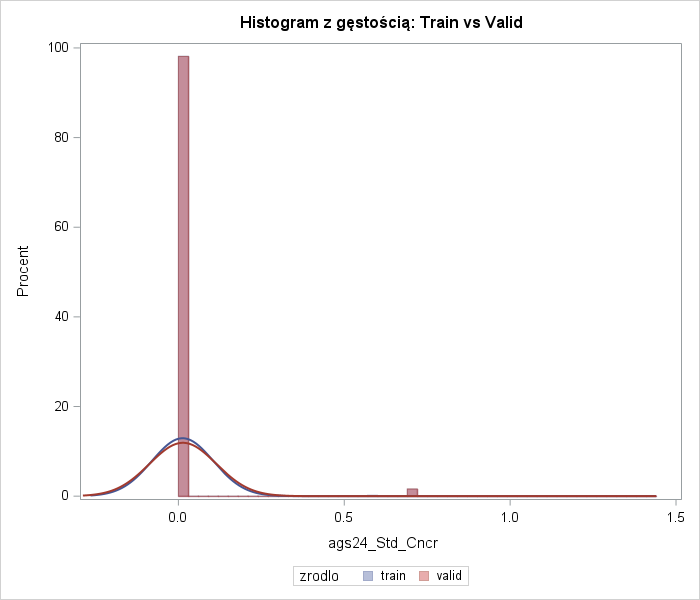 Histogram z gęstością: Train vs Valid
100
80
60
40
20
0
Procent
0.0 0.5 1.0 1.5
ags24_Std_Cncr
zrodlo train valid